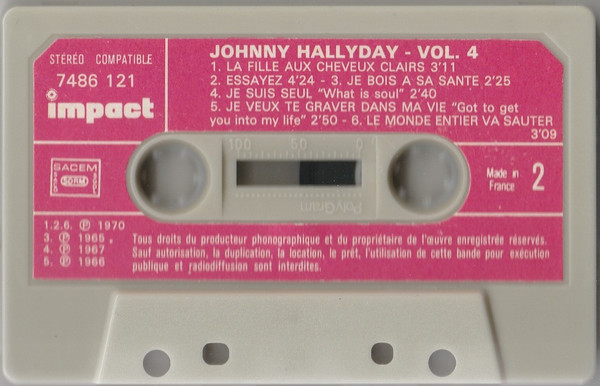 STÉRÉO COMPATIBLE
7486 121
impact
JOHNNY HALLYDAY - VOL. 4
1. LA FILLE AUX CHEVEUX CLAIRS 3'11
2. ESSAYEZ 4'24 - 3. JE BOIS A SA SANTE 2'25
4. JE SUIS SEUL "What is soul" 2'40
5. JE VEUX TE GRAVER DANS MA VIE "Got to get
you into my life" 2'50 - 6. LE MONDE ENTIER VA SAUTER
3'09
100 50 0
PolyGram
SACEM
SDRM
Made in
France
2
1.2.6. Ⓟ 1970
3. Ⓟ 1965
4. Ⓟ 1967
5. Ⓟ 1966
Tous droits du producteur phonographique et du propriétaire de l'œuvre enregistrée réservés.
Sauf autorisation, la duplication, la location, le prêt, l'utilisation de cette bande pour exécution
publique et radiodiffusion sont interdites.